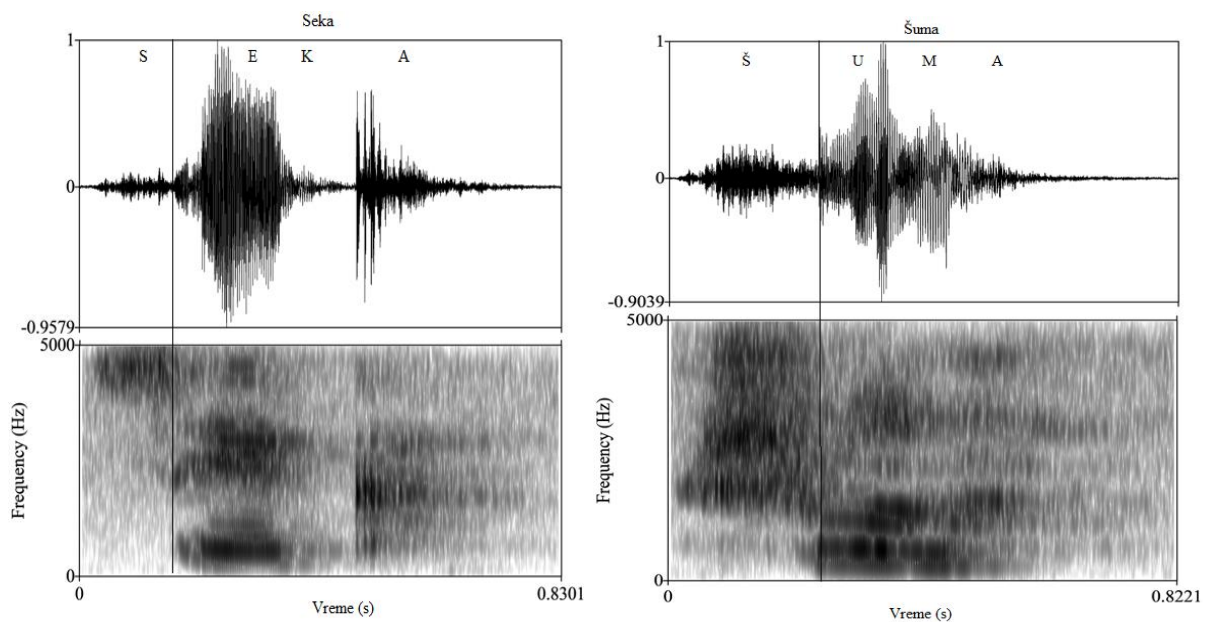 Seka
1
S E K A
0
-0.9579
5000
Frequency (Hz)
0
0 0.8301
Vreme (s)
Šuma
1
Š U M A
0
-0.9039
5000
Frequency (Hz)
0
0 0.8221
Vreme (s)